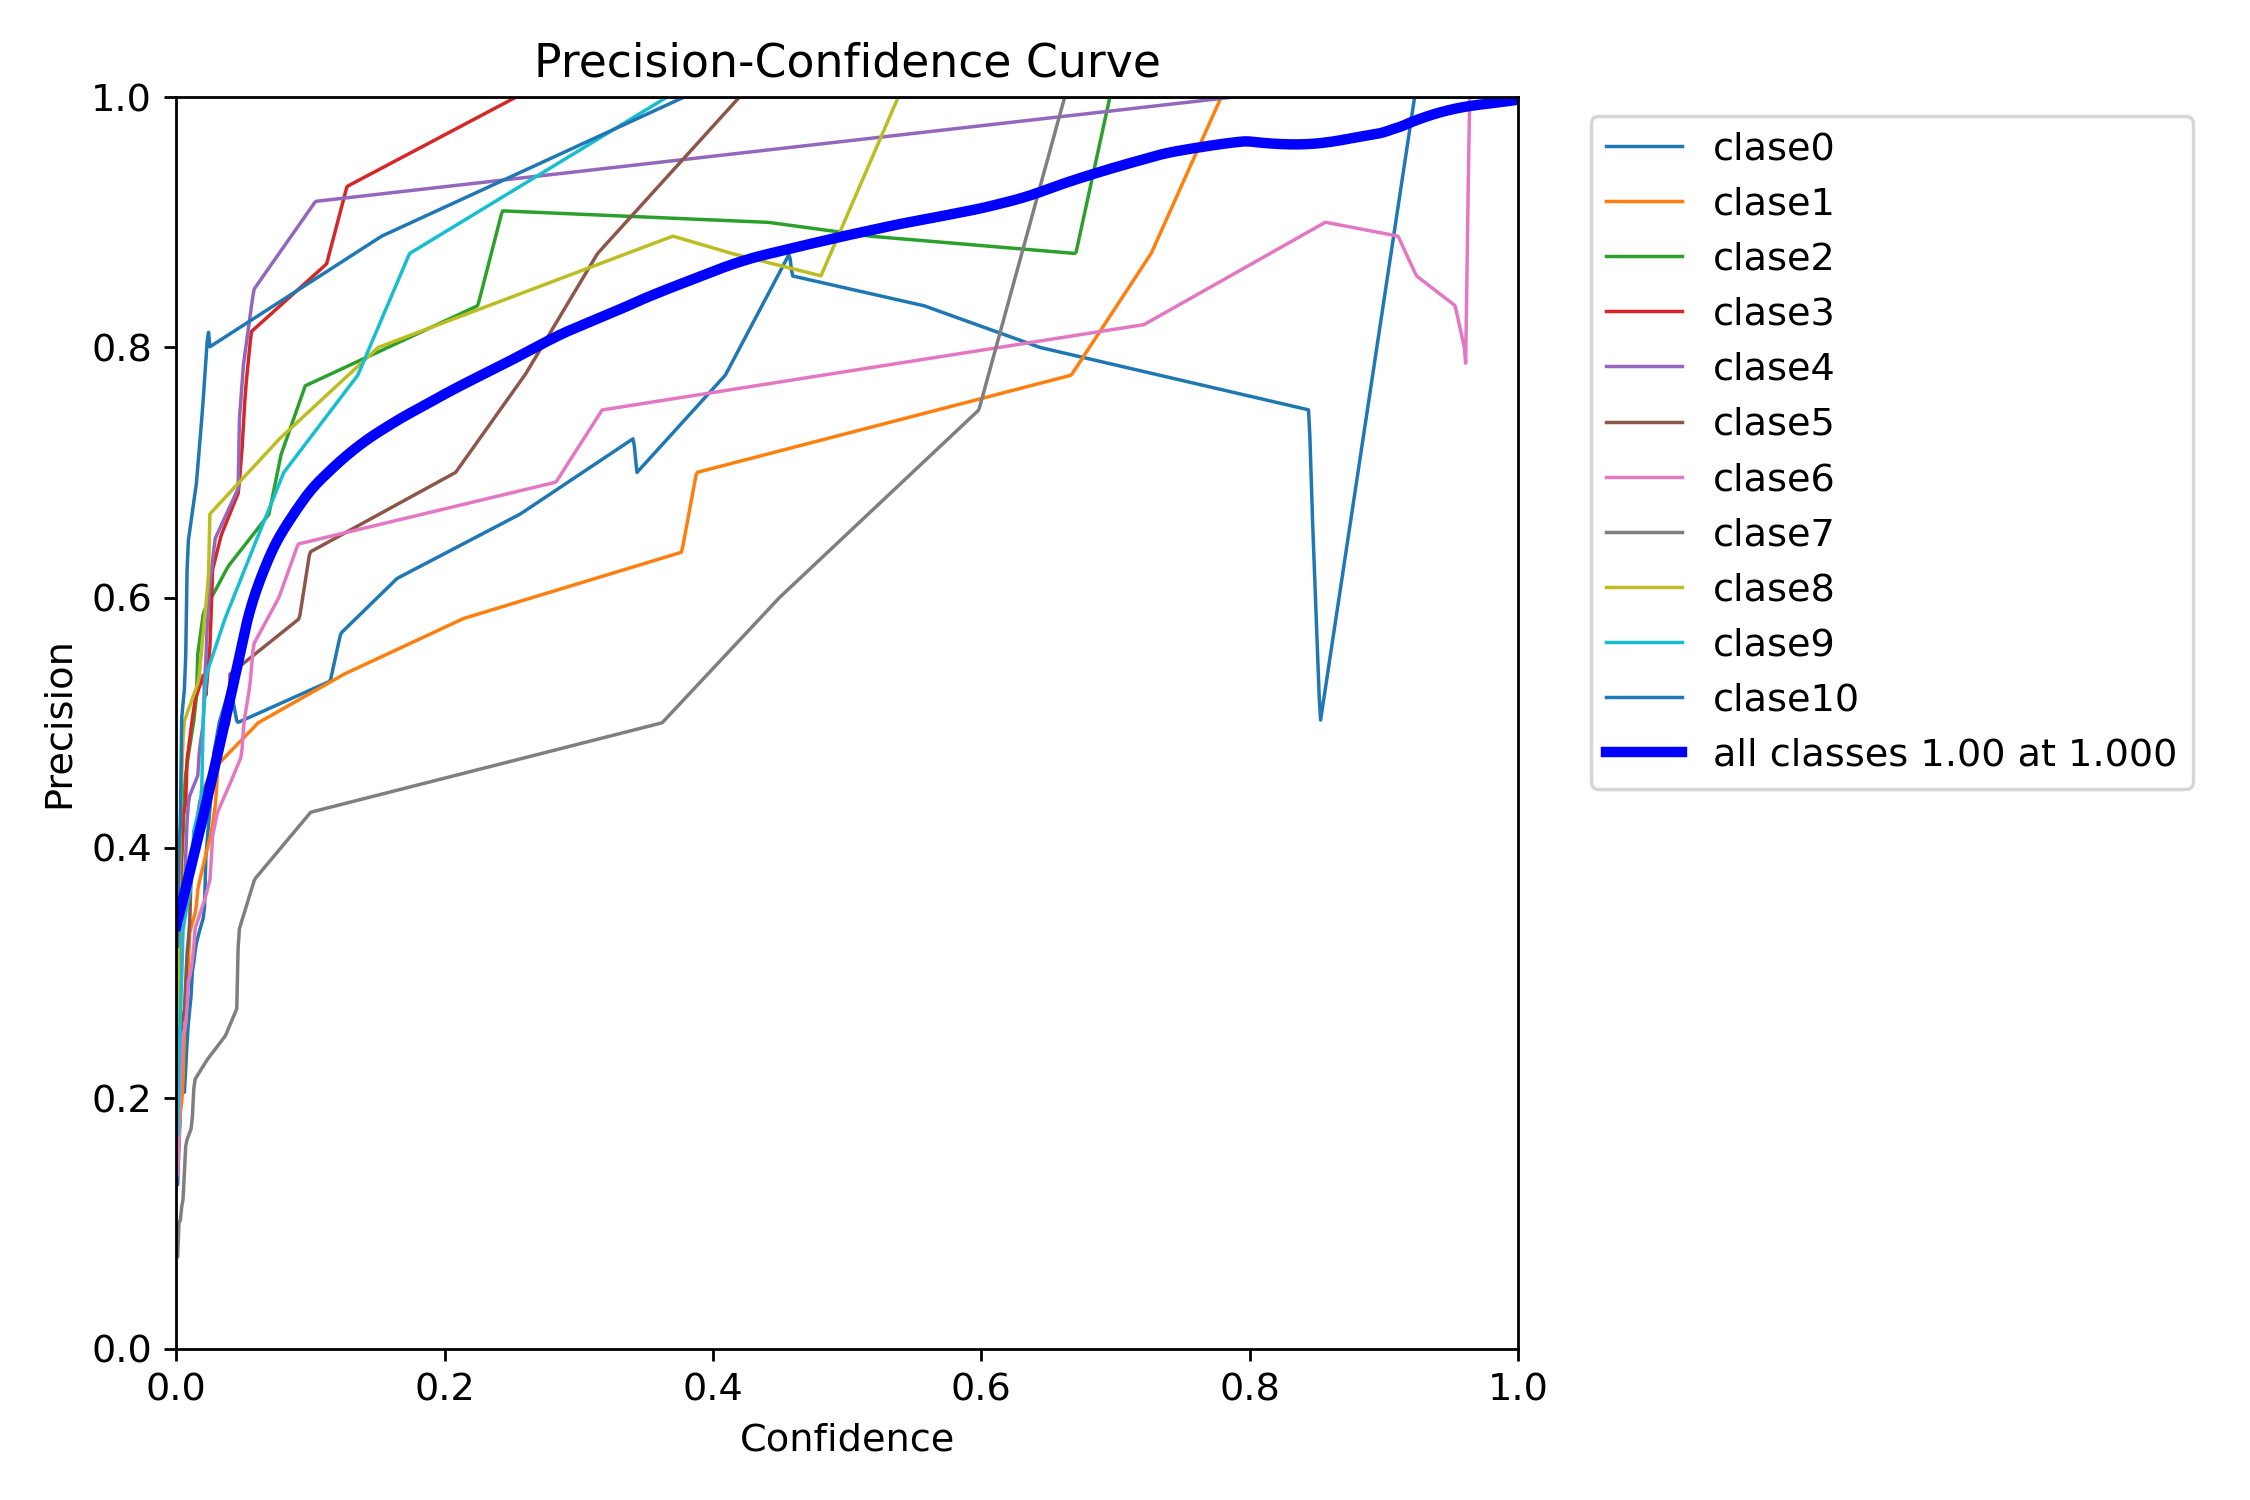 Precision-Confidence Curve
1.0
0.8
0.6
0.4
0.2
0.0
Precision
0.0 0.2 0.4 0.6 0.8 1.0
Confidence
clase0
clase1
clase2
clase3
clase4
clase5
clase6
clase7
clase8
clase9
clase10
all classes 1.00 at 1.000